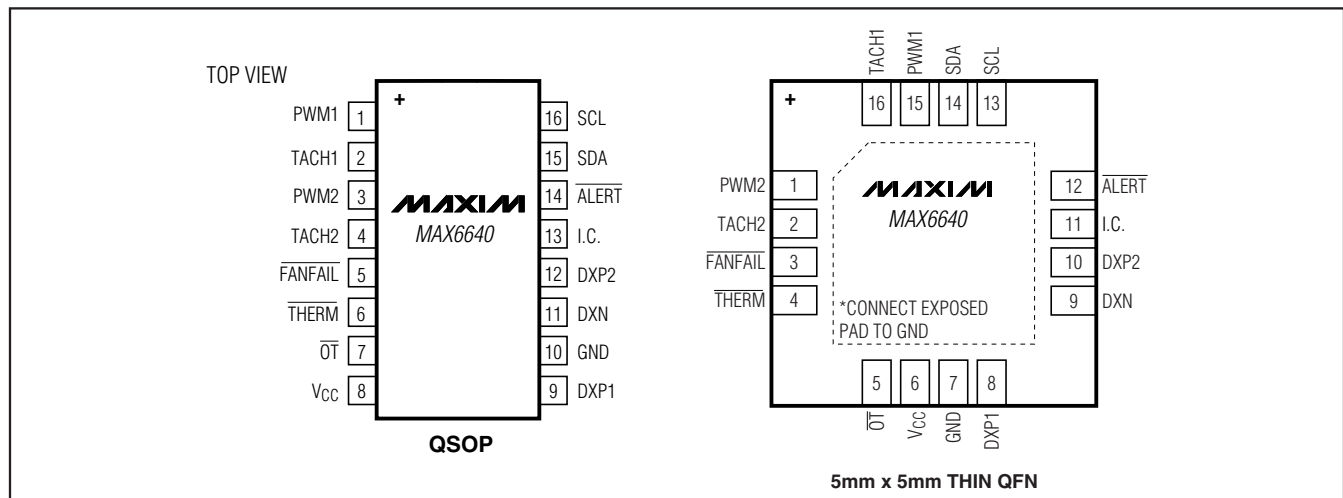 TOP VIEW
+
PWM1 1
TACH1 2
PWM2 3
TACH2 4
FANFAIL 5
THERM 6
OT 7
VCC 8
MAXIM
MAX6640
16 SCL
15 SDA
14 ALERT
13 I.C.
12 DXP2
11 DXN
10 GND
9 DXP1
QSOP
TACH1 PWM1 SDA SCL
+ 16 15 14 13
PWM2 1
TACH2 2
FANFAIL 3
THERM 4
MAXIM
MAX6640
*CONNECT EXPOSED
PAD TO GND
12 ALERT
11 I.C.
10 DXP2
9 DXN
5 6 7 8
OT VCC GND DXP1
5mm x 5mm THIN QFN